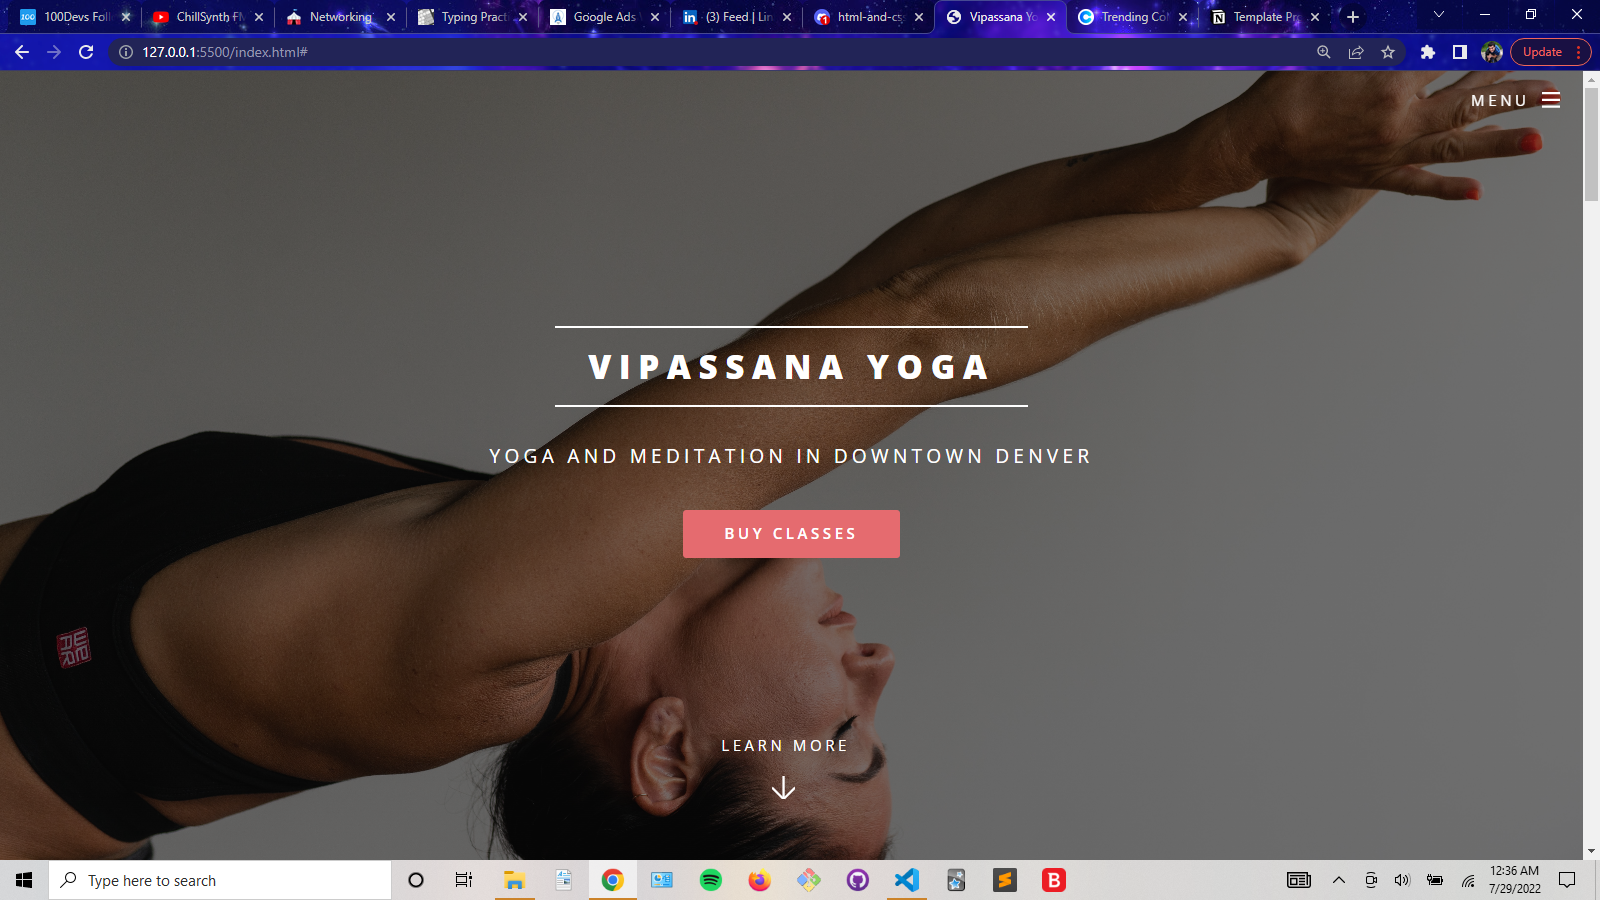 100Devs Foll
ChillSynth FM
Networking
Typing Practi
Google Ads
(3) Feed | Lin
html-and-cs
Vipassana Yo
Trending Col
Template Pr
127.0.0.1:5500/index.html#
Update
MENU
VIPASSANA YOGA
YOGA AND MEDITATION IN DOWNTOWN DENVER
BUY CLASSES
LEARN MORE
Type here to search
12:36 AM
7/29/2022